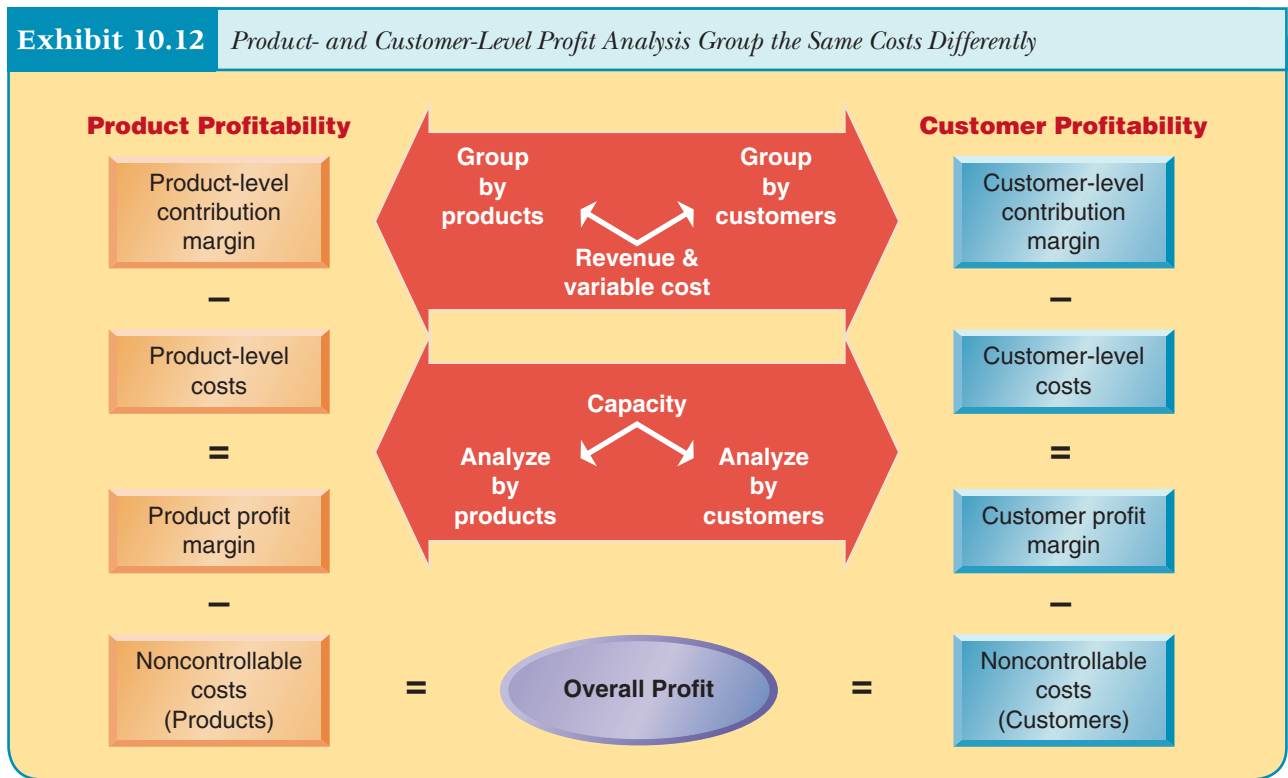 Exhibit 10.12
Product- and Customer-Level Profit Analysis Group the Same Costs Differently
Product Profitability
Product-level
contribution
margin
–
Product-level
costs
=
Product profit
margin
–
Noncontrollable
costs
(Products)
Group
by
products
Group
by
customers
Revenue &
variable cost
Capacity
Analyze
by
products
Analyze
by
customers
=
Overall Profit
=
Customer Profitability
Customer-level
contribution
margin
–
Customer-level
costs
=
Customer profit
margin
–
Noncontrollable
costs
(Customers)